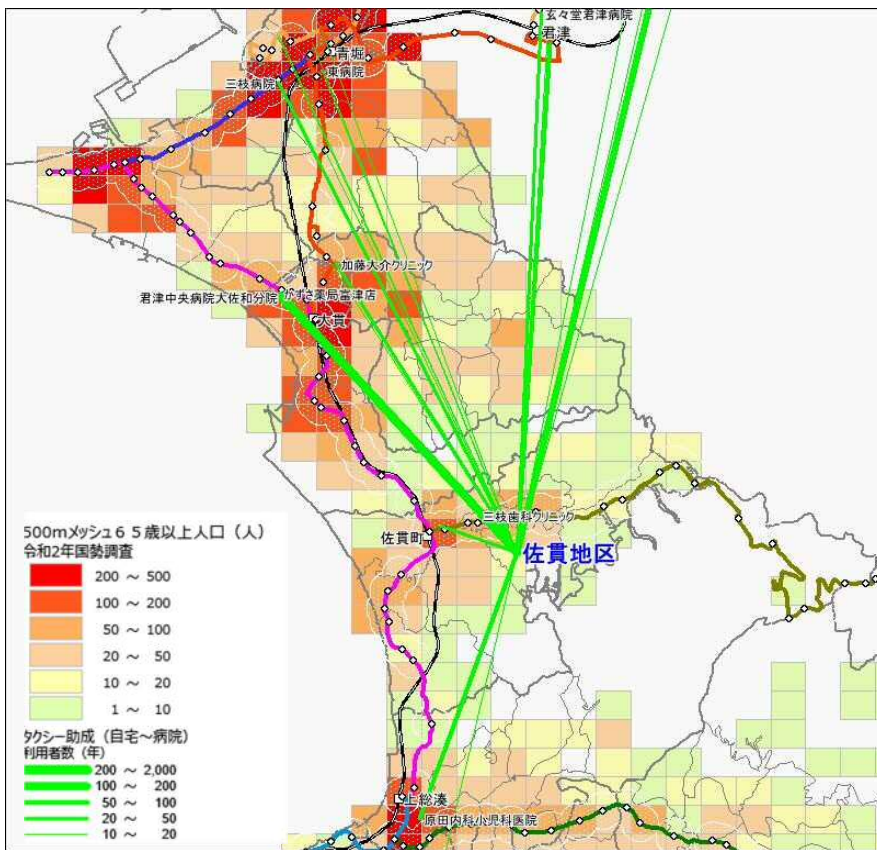 玄々堂君津病院
君津
青堀
東病院
三枝病院
加藤大介クリニック
君津中央病院大佐和分院
かずさ薬局富津店
大貫
三枝歯科クリニック
佐貫町
佐貫地区
500mメッシュ65歳以上人口(人)
令和2年国勢調査
200 ~ 500
100 ~ 200
50 ~ 100
20 ~ 50
10 ~ 20
1 ~ 10
タクシー助成(自宅~病院)
利用者数(年)
200 ~ 2,000
100 ~ 200
50 ~ 100
20 ~ 50
10 ~ 20
上総湊
原田内科小児科医院